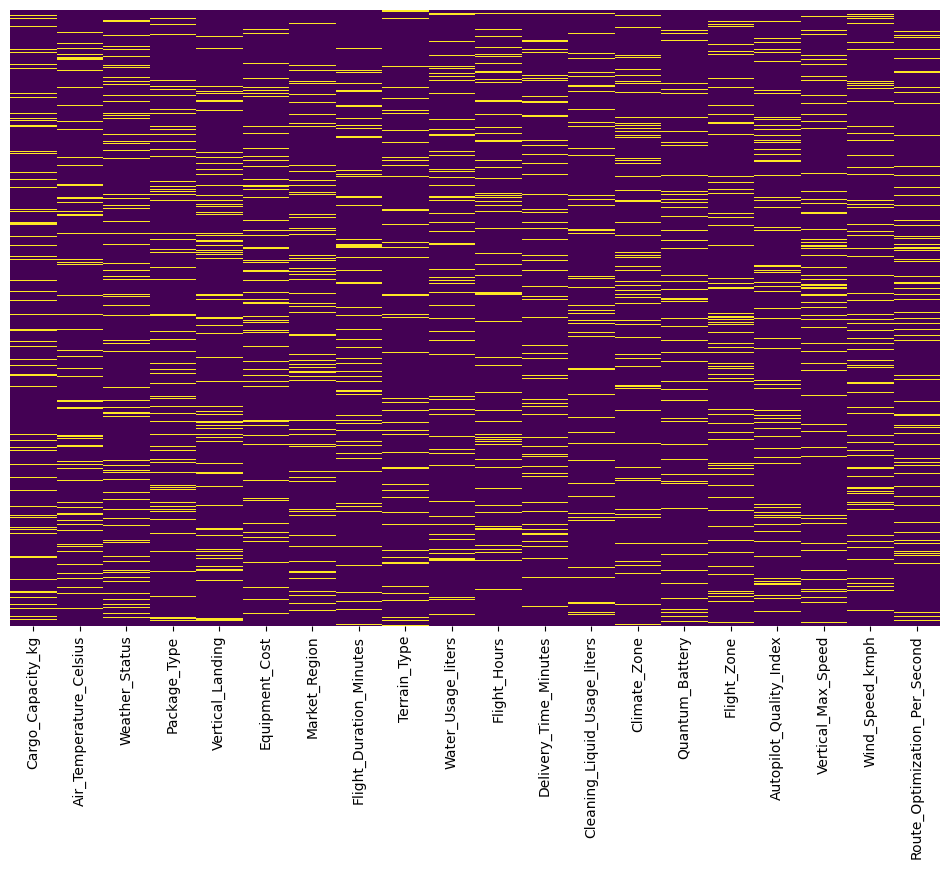 Cargo_Capacity_kg
Air_Temperature_Celsius
Weather_Status
Package_Type
Vertical_Landing
Equipment_Cost
Market_Region
Flight_Duration_Minutes
Terrain_Type
Water_Usage_liters
Flight_Hours
Delivery_Time_Minutes
Cleaning_Liquid_Usage_liters
Climate_Zone
Quantum_Battery
Flight_Zone
Autopilot_Quality_Index
Vertical_Max_Speed
Wind_Speed_kmph
Route_Optimization_Per_Second